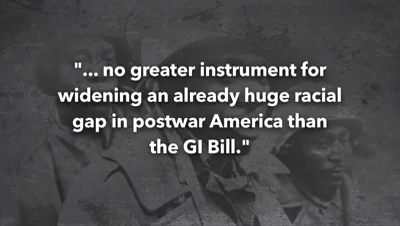 "... no greater instrument for
widening an already huge racial
gap in postwar America than
the GI Bill."